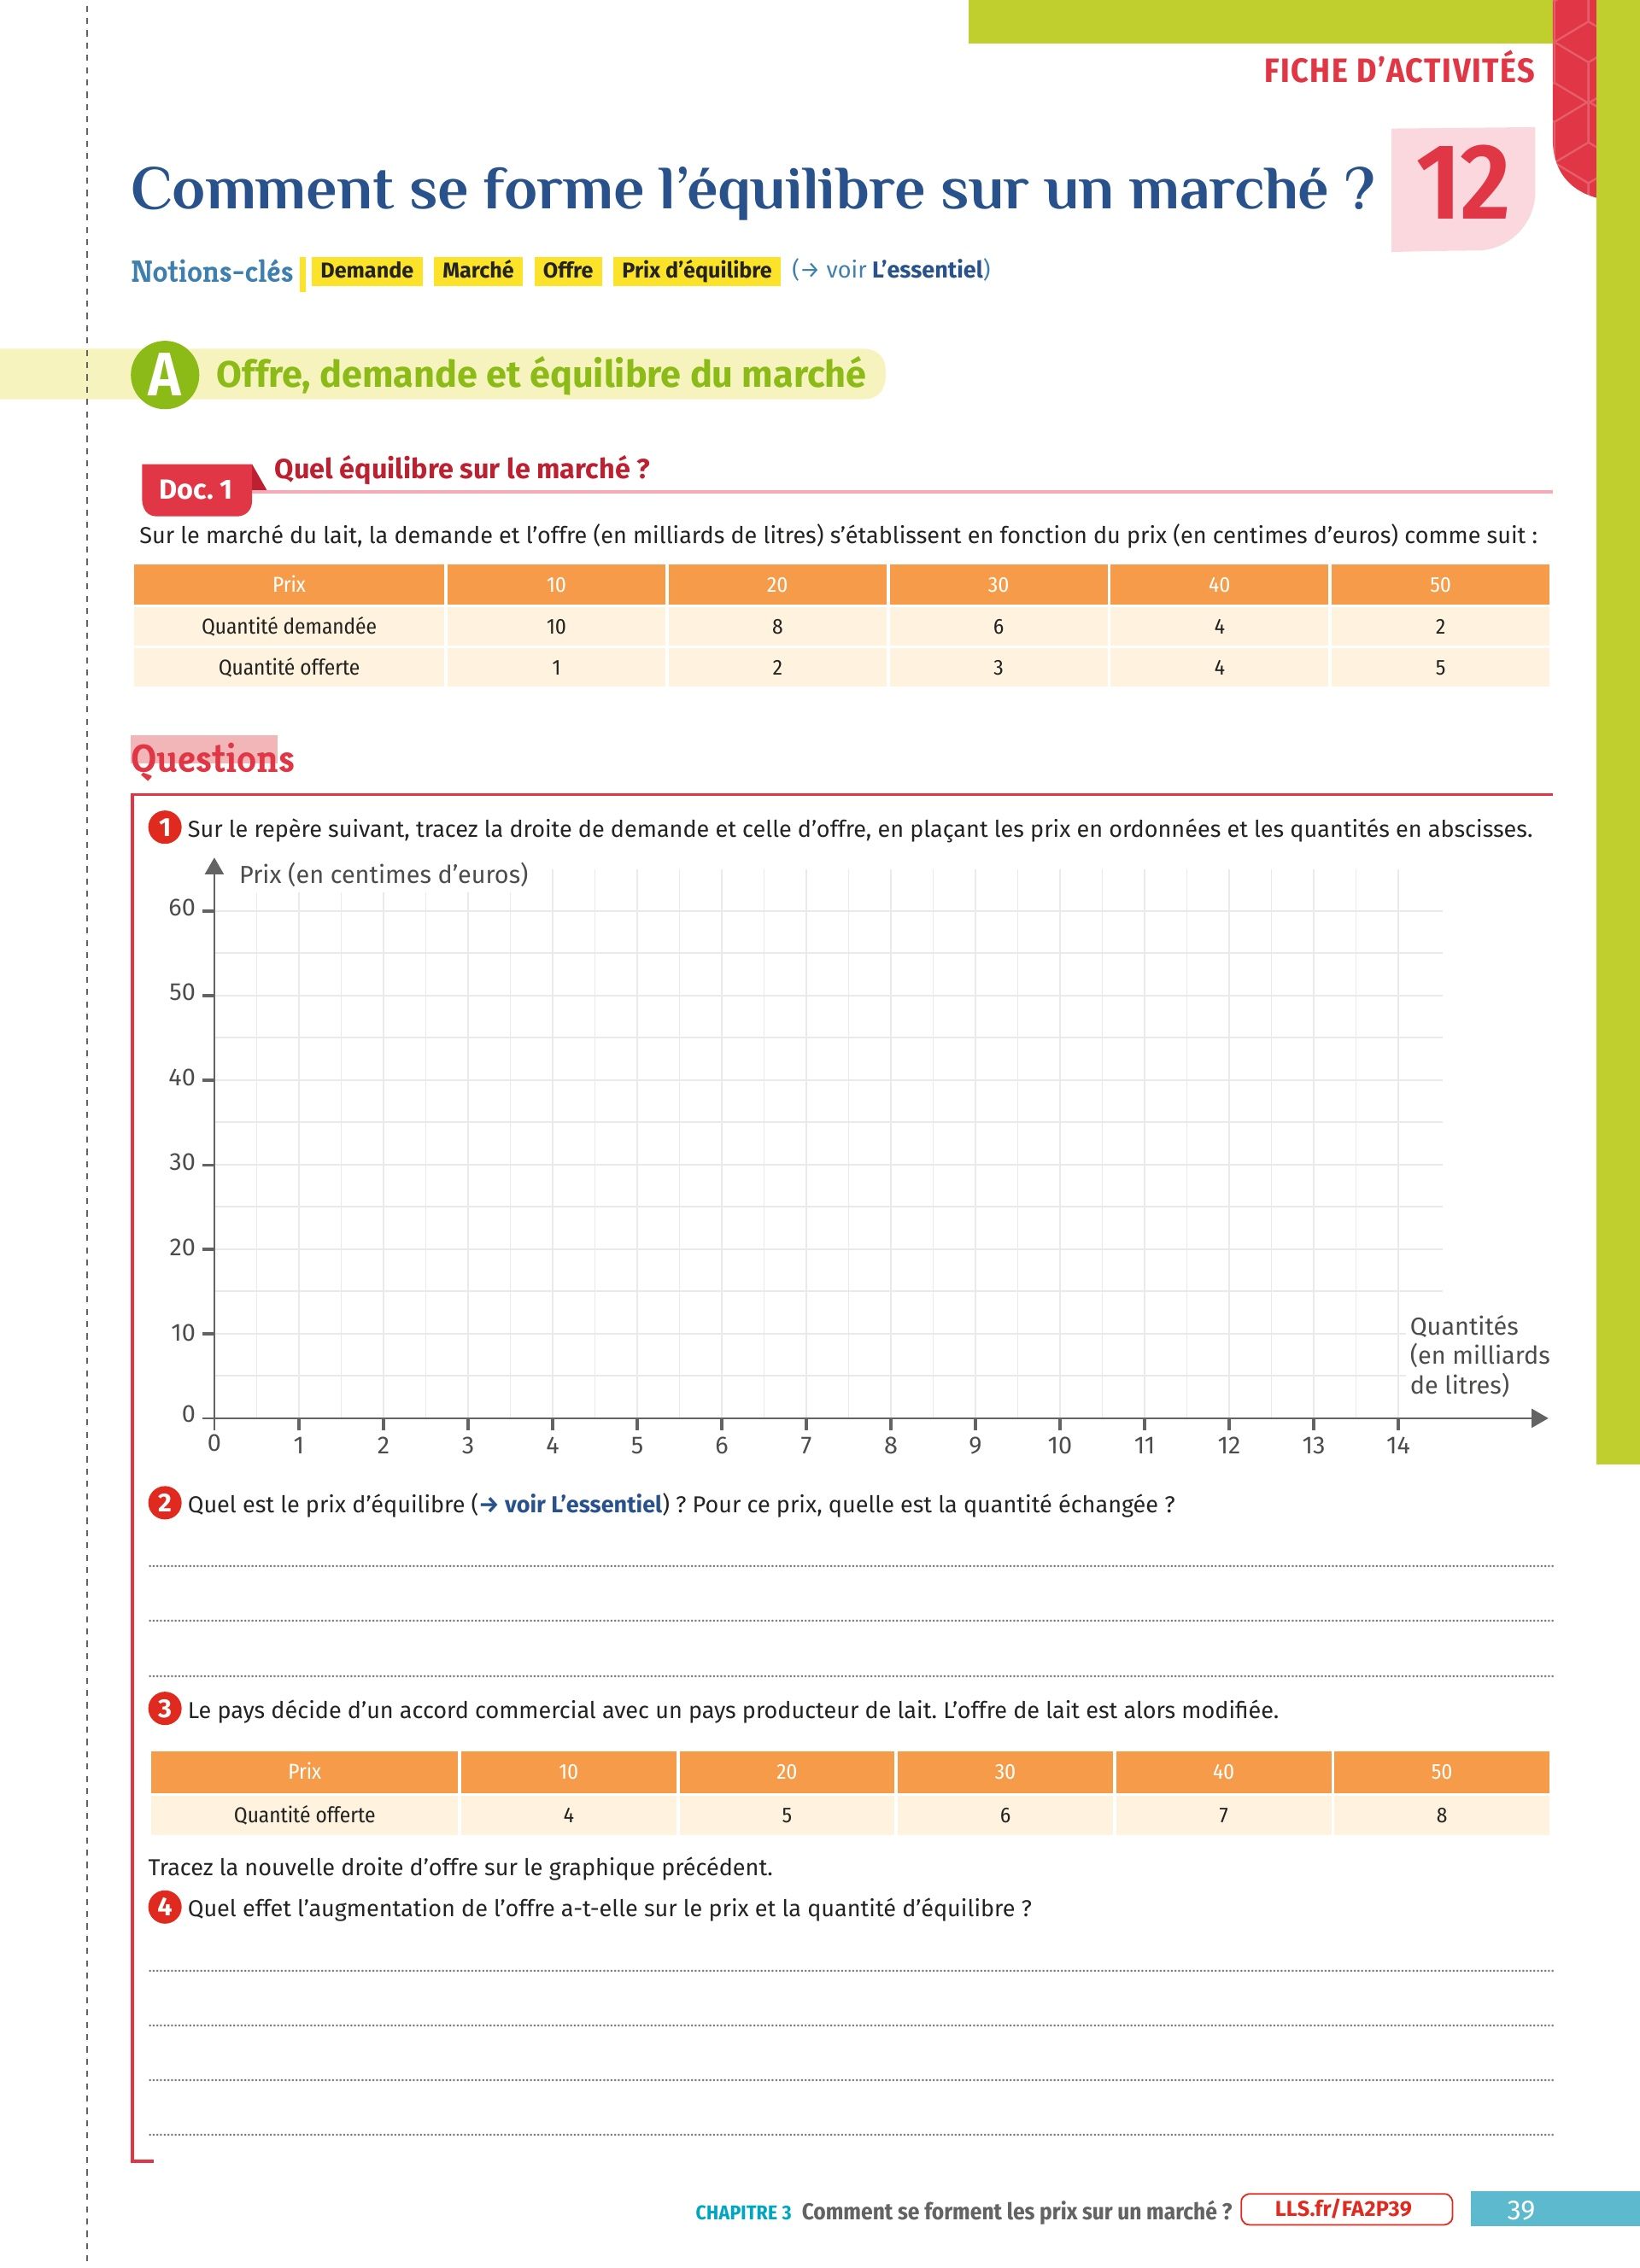 FICHE D'ACTIVITÉS
Comment se forme l'équilibre sur un marché ? 12
Notions-clés Demande Marché Offre Prix d'équilibre (→ voir L'essentiel)
A Offre, demande et équilibre du marché
Doc. 1 Quel équilibre sur le marché ?
Sur le marché du lait, la demande et l'offre (en milliards de litres) s'établissent en fonction du prix (en centimes d'euros) comme suit :
Prix 10 20 30 40 50
Quantité demandée 10 8 6 4 2
Quantité offerte 1 2 3 4 5
Questions
1 Sur le repère suivant, tracez la droite de demande et celle d'offre, en plaçant les prix en ordonnées et les quantités en abscisses.
Prix (en centimes d'euros)
60
50
40
30
20
10
Quantités
(en milliards
de litres)
0
0 1 2 3 4 5 6 7 8 9 10 11 12 13 14
2 Quel est le prix d'équilibre (→ voir L'essentiel) ? Pour ce prix, quelle est la quantité échangée ?
3 Le pays décide d'un accord commercial avec un pays producteur de lait. L'offre de lait est alors modifiée.
Prix 10 20 30 40 50
Quantité offerte 4 5 6 7 8
Tracez la nouvelle droite d'offre sur le graphique précédent.
4 Quel effet l'augmentation de l'offre a-t-elle sur le prix et la quantité d'équilibre ?
CHAPITRE 3 Comment se forment les prix sur un marché ? LLS.fr/FA2P39 39